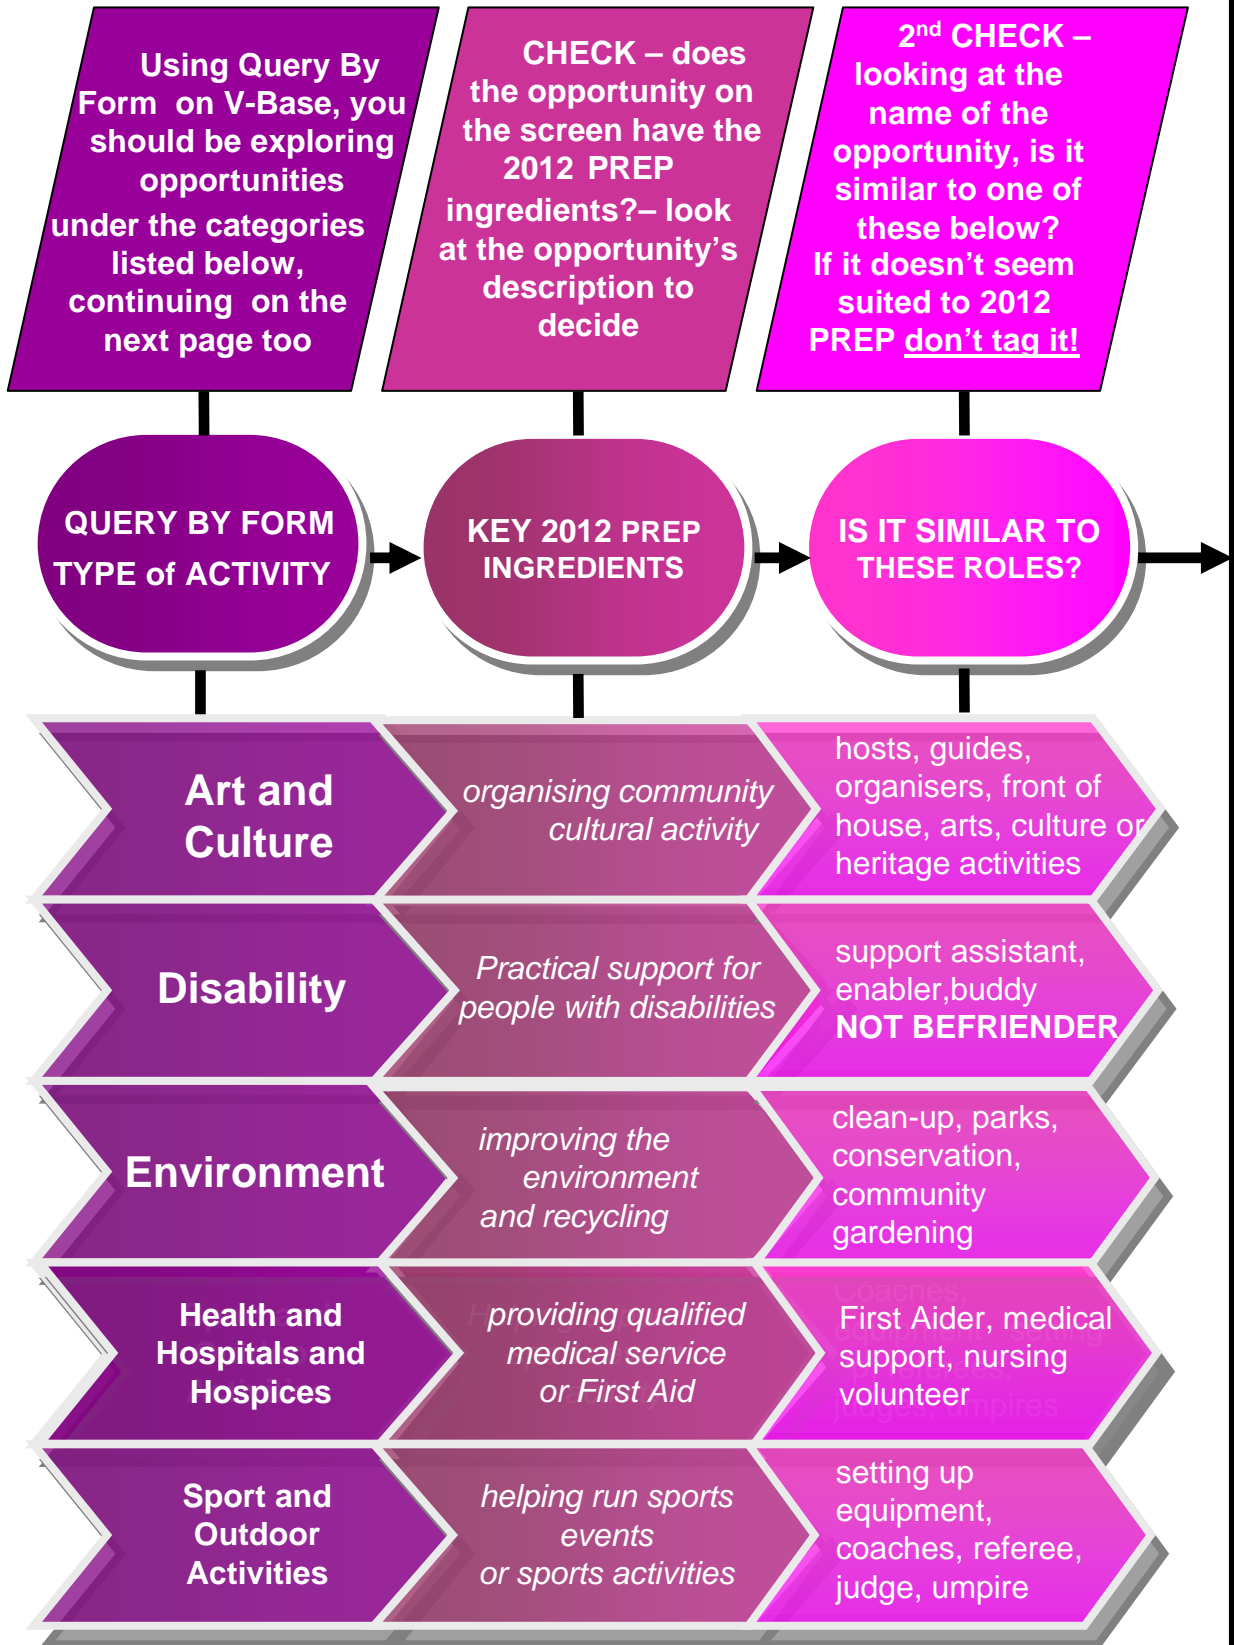 Using Query By
Form on V-Base, you
should be exploring
opportunities
under the categories
listed below,
continuing on the
next page too
CHECK – does
the opportunity on
the screen have the
2012 PREP
ingredients?– look
at the opportunity's
description to
decide
2nd CHECK –
looking at the
name of the
opportunity, is it
similar to one of
these below?
If it doesn't seem
suited to 2012
PREP don't tag it!
QUERY BY FORM
TYPE of ACTIVITY
KEY 2012 PREP
INGREDIENTS
IS IT SIMILAR TO
THESE ROLES?
Art and
Culture
organising community
cultural activity
hosts, guides,
organisers, front of
house, arts, culture or
heritage activities
Disability
Practical support for
people with disabilities
support assistant,
enabler,buddy
NOT BEFRIENDER
Environment
improving the
environment
and recycling
clean-up, parks,
conservation,
community
gardening
Health and
Hospitals and
Hospices
providing qualified
medical service
or First Aid
First Aider, medical
support, nursing
volunteer
Sport and
Outdoor
Activities
helping run sports
events
or sports activities
setting up
equipment,
coaches, referee,
judge, umpire